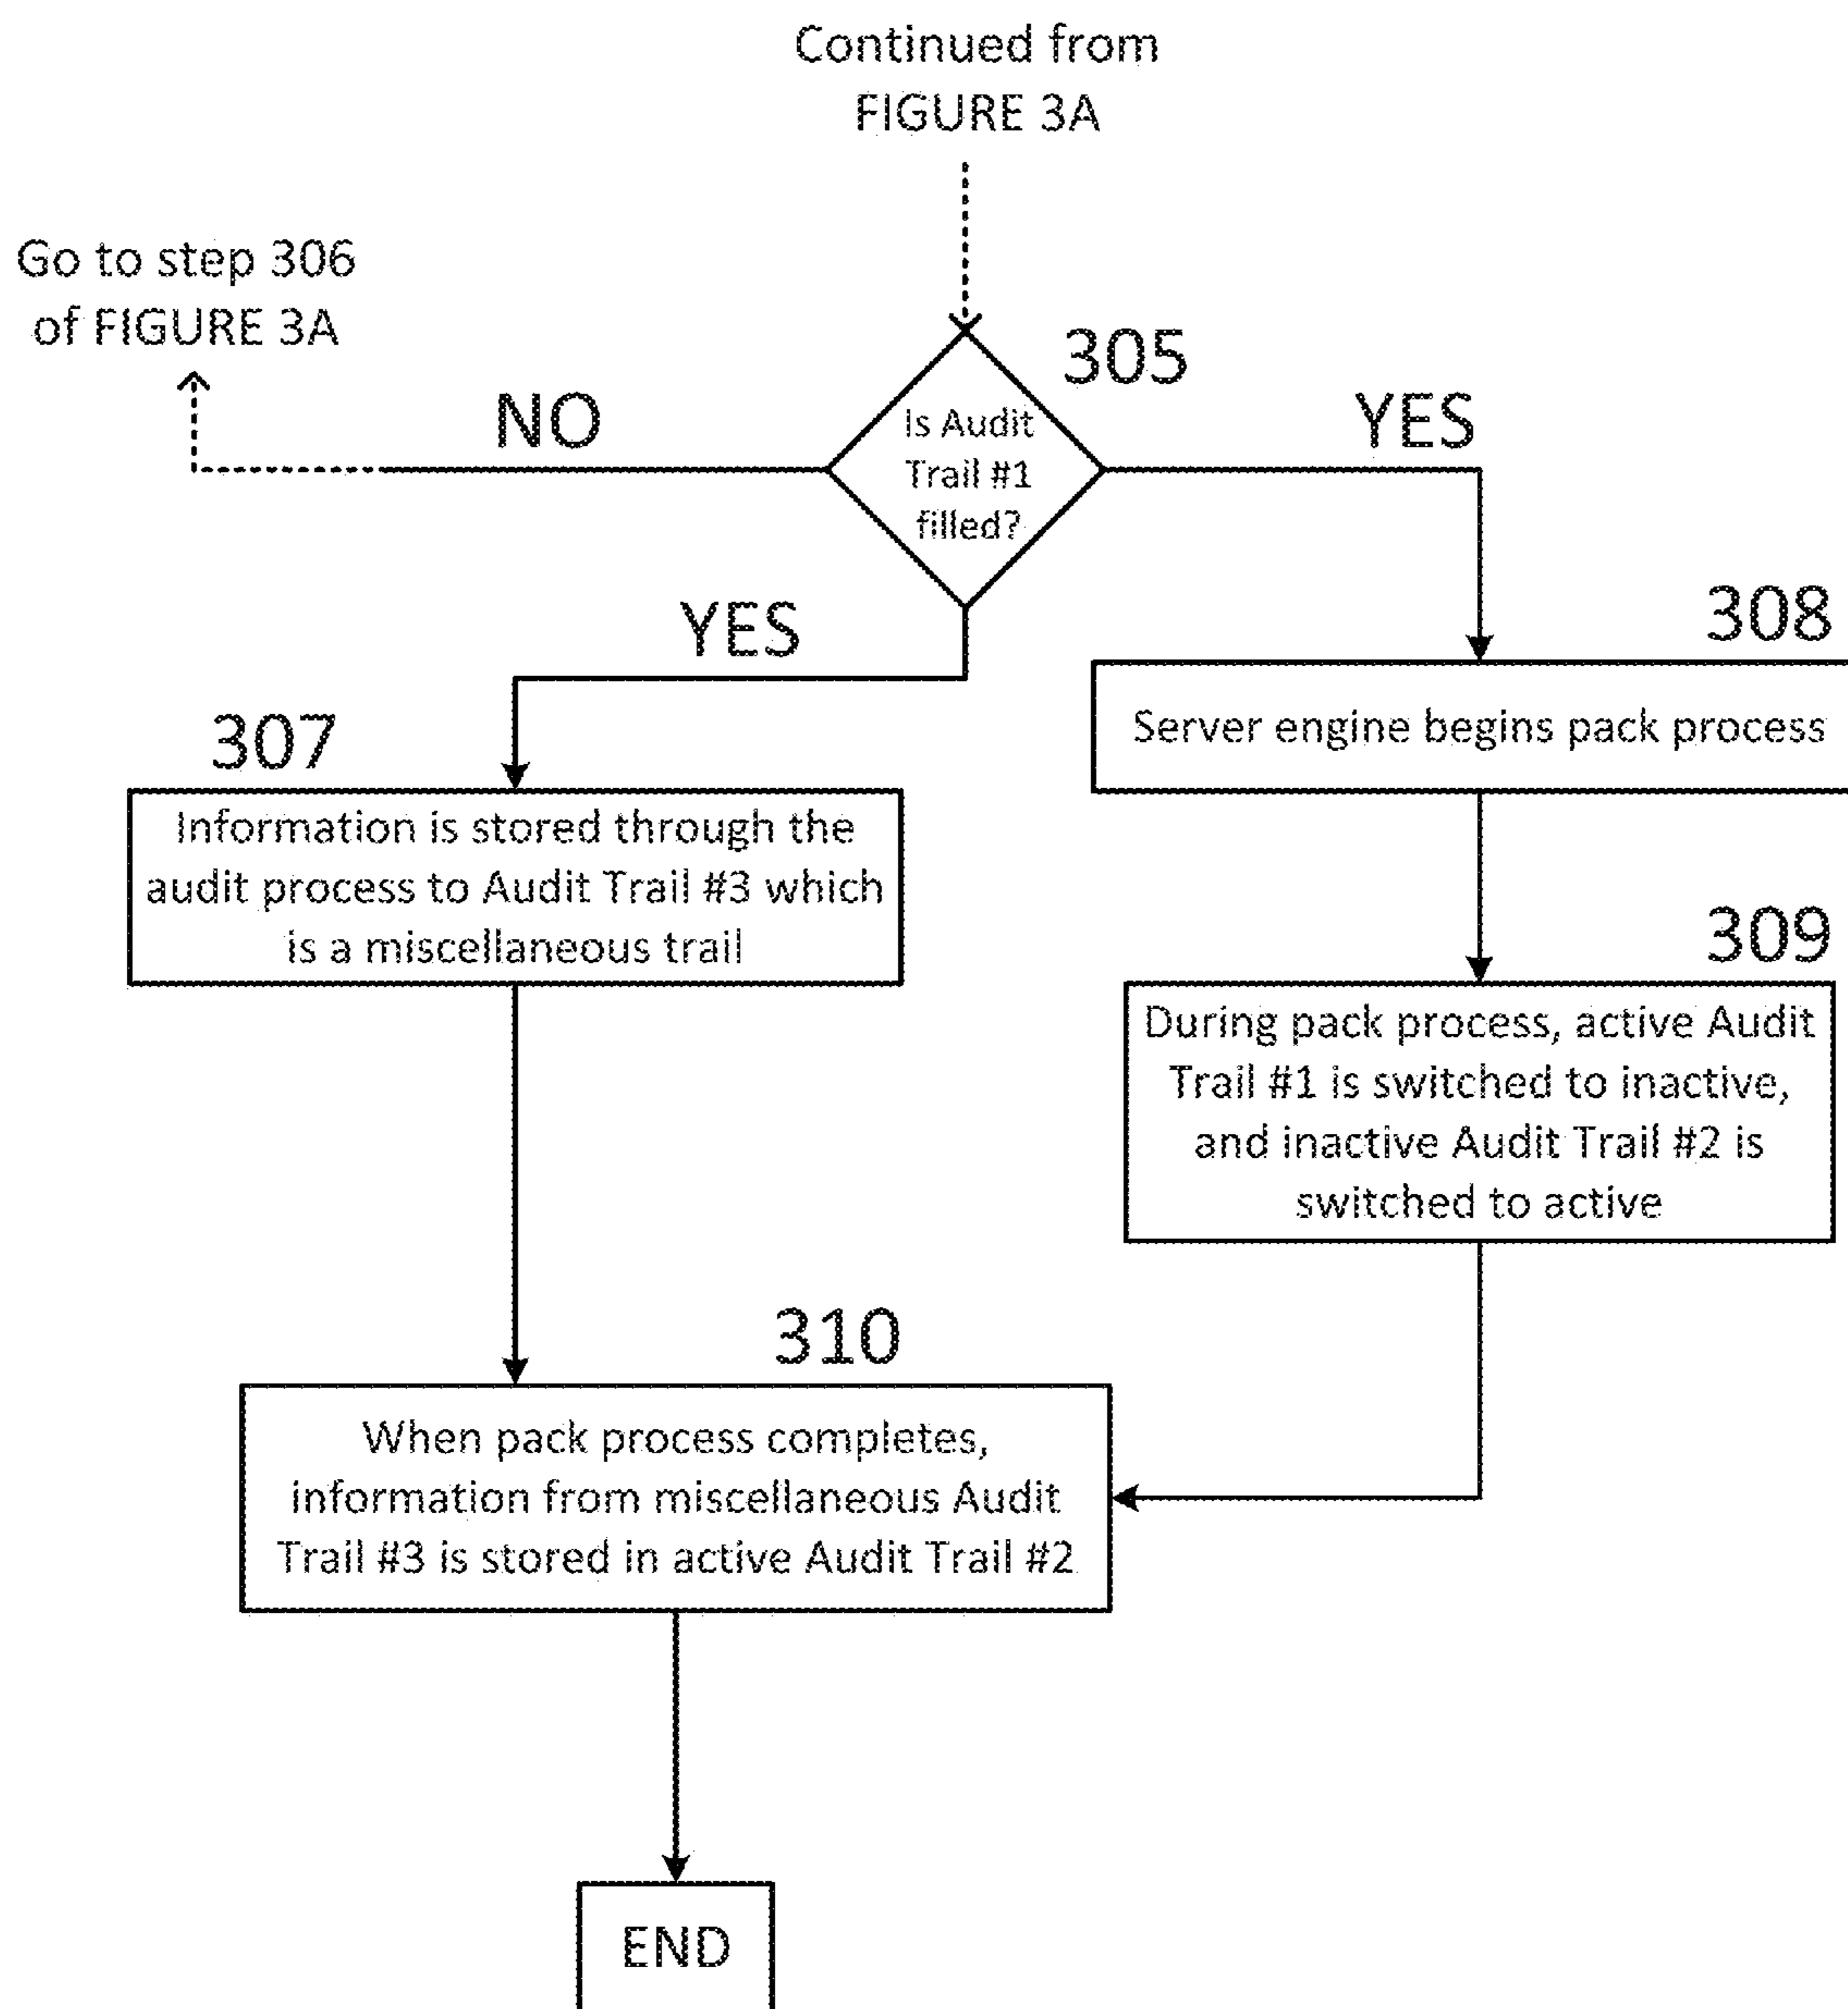 Continued from
FIGURE 3A
Go to step 306
of FIGURE 3A
305
NO
YES
Is Audit
Trail #1
filled?
YES
308
Server engine begins pack process
307
Information is stored through the
audit process to Audit Trail #3 which
is a miscellaneous trail
309
During pack process, active Audit
Trail #1 is switched to inactive,
and inactive Audit Trail #2 is
switched to active
310
When pack process completes,
information from miscellaneous Audit
Trail #3 is stored in active Audit Trail #2
END